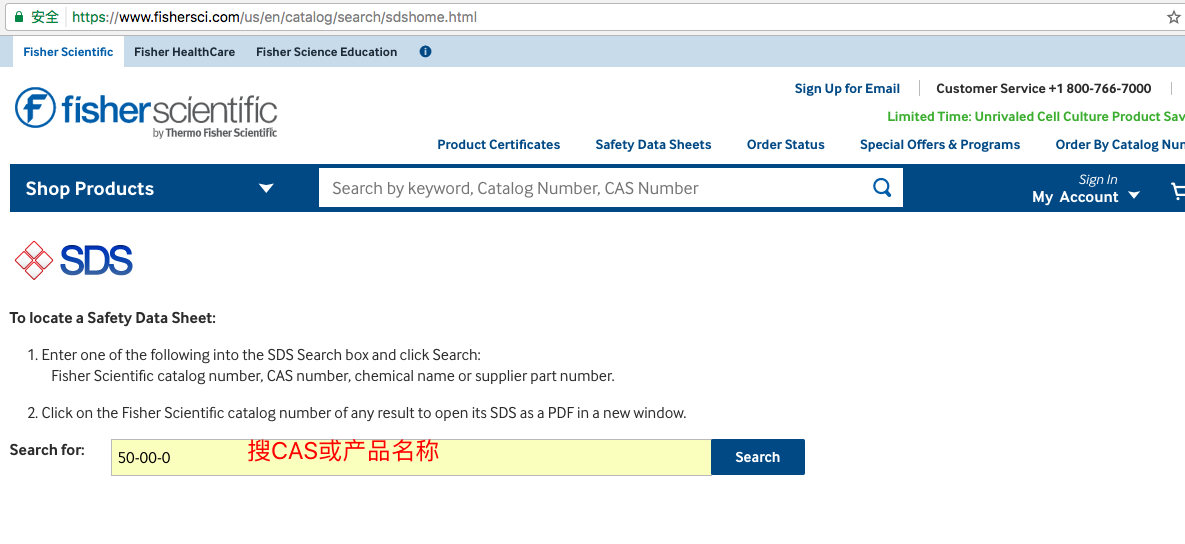 安全 https://www.fishersci.com/us/en/catalog/search/sdshome.html
Fisher Scientific Fisher HealthCare Fisher Science Education i
Sign Up for Email Customer Service +1 800-766-7000
fisher scientific
by Thermo Fisher Scientific
Limited Time: Unrivaled Cell Culture Product Sav
Product Certificates Safety Data Sheets Order Status Special Offers & Programs Order By Catalog Num
Shop Products Search by keyword, Catalog Number, CAS Number
Sign In
My Account
SDS
To locate a Safety Data Sheet:
1. Enter one of the following into the SDS Search box and click Search:
Fisher Scientific catalog number, CAS number, chemical name or supplier part number.
2. Click on the Fisher Scientific catalog number of any result to open its SDS as a PDF in a new window.
Search for: 50-00-0 搜CAS或产品名称 Search